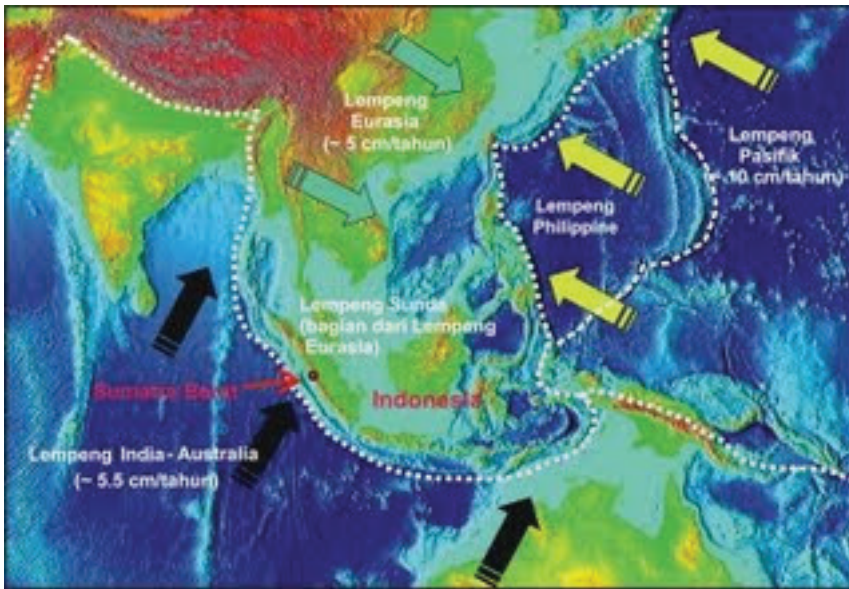 Lempeng
Eurasia
(~ 5 cm/tahun)
Lempeng
Pasifik
(~ 10 cm/tahun)
Lempeng
Philippine
Lempeng Sunda
(bagian dari Lempeng
Eurasia)
Sumatra Barat
Indonesia
Lempeng India-Australia
(~ 5.5 cm/tahun)